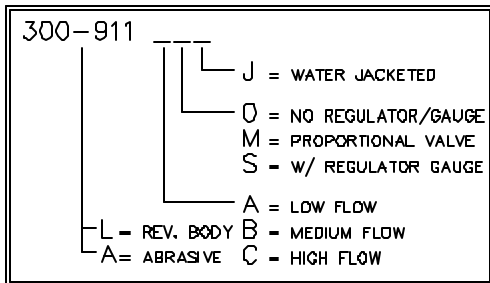 300-911 _ _ _
J = WATER JACKETED
O = NO REGULATOR/GAUGE
M = PROPORTIONAL VALVE
S = W/ REGULATOR GAUGE
A = LOW FLOW
L = REV. BODY B = MEDIUM FLOW
A = ABRASIVE C = HIGH FLOW